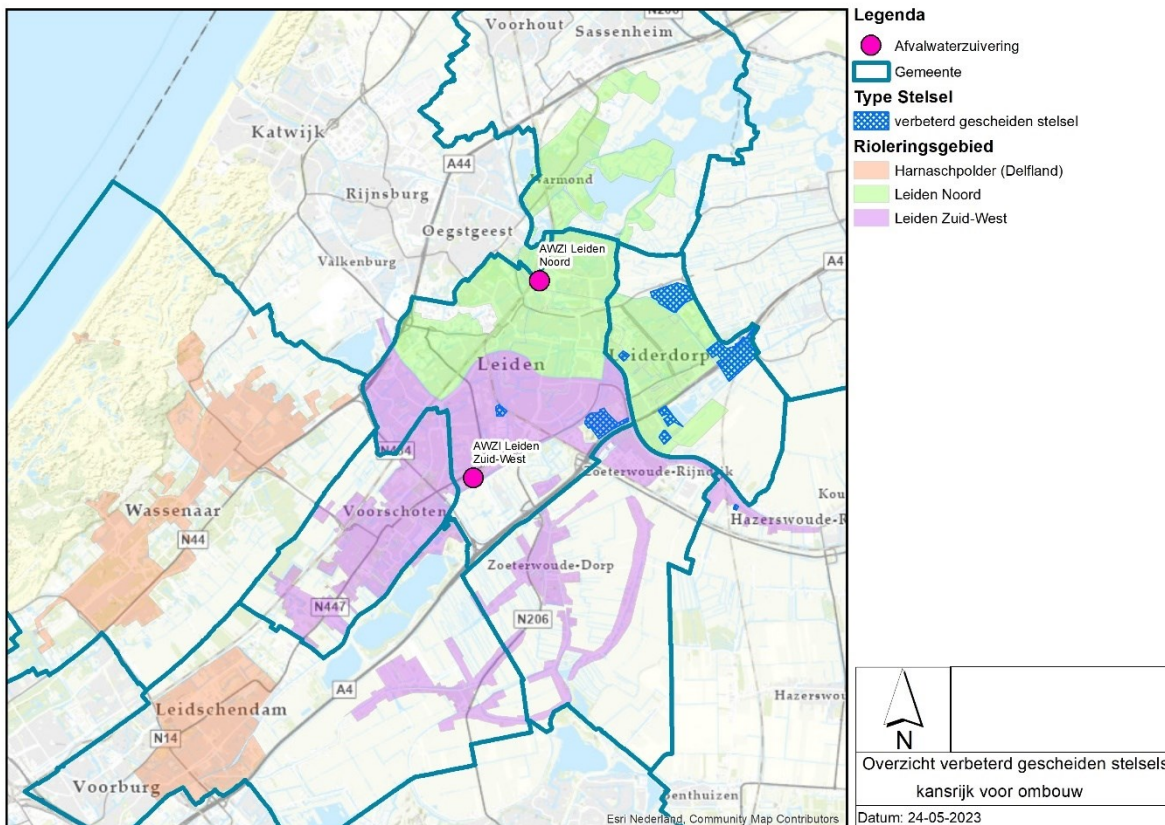 Voorhout
Sassenheim
N208
Katwijk
A44
Rijnsburg
Warmond
Oegstgeest
Valkenburg
AWZI Leiden
Noord
A4
Leiden
Leiderdorp
N434
AWZI Leiden
Zuid-West
Zoeterwoude-Rijndijk
Wassenaar
Voorschoten
Kou
Hazerswoude-R
N44
Zoeterwoude-Dorp
N447
N206
A4
Leidschendam
Hazerswou
N14
Voorburg
Benthuizen
Esri Nederland, Community Map Contributors
Legenda
Afvalwaterzuivering
Gemeente
Type Stelsel
verbeterd gescheiden stelsel
Rioleringsgebied
Harnaschpolder (Delfland)
Leiden Noord
Leiden Zuid-West
N
Overzicht verbeterd gescheiden stelsels
kansrijk voor ombouw
Datum: 24-05-2023